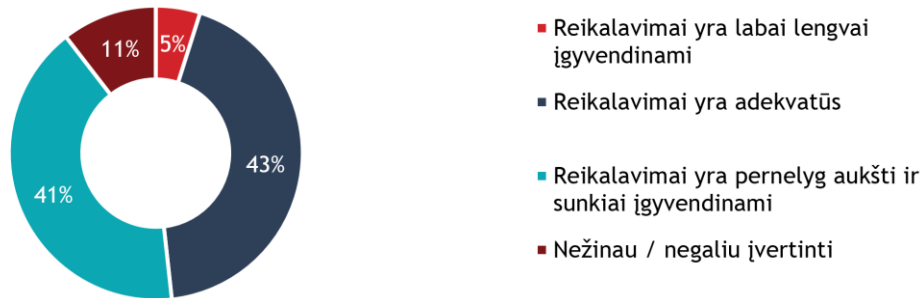 11%
5%
43%
41%
Reikalavimai yra labai lengvai
įgyvendinami
Reikalavimai yra adekvatūs
Reikalavimai yra pernelyg aukšti ir
sunkiai įgyvendinami
Nežinau / negaliu įvertinti